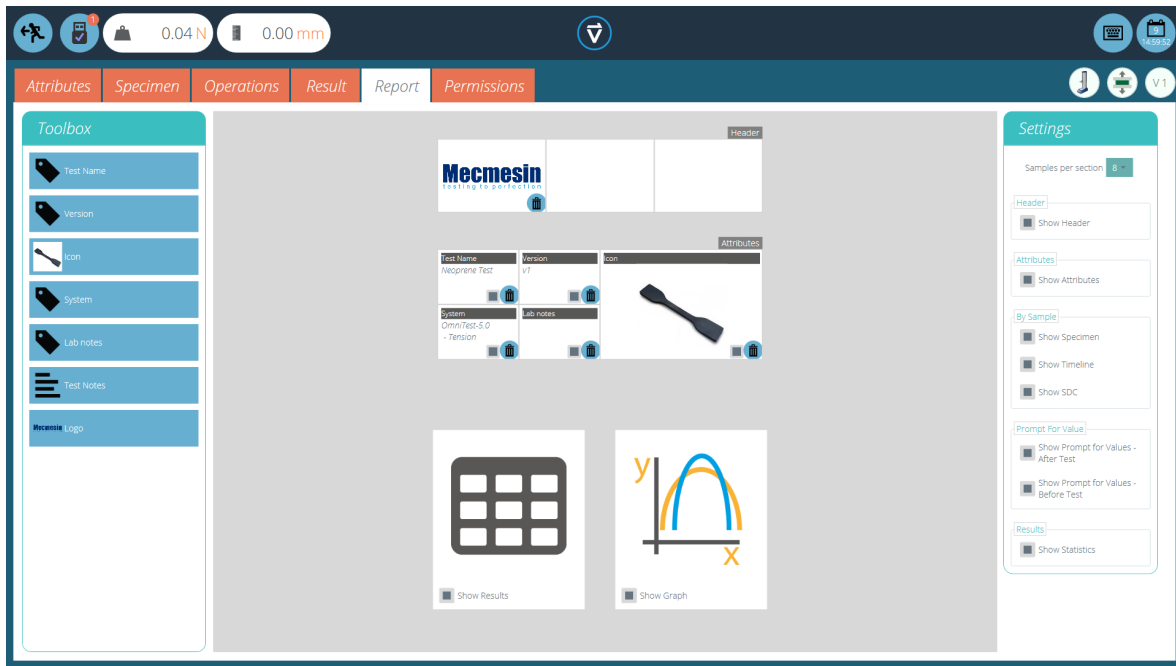 1
0.04 N
0.00 mm
9
14:59:52
Attributes
Specimen
Operations
Result
Report
Permissions
V1
Toolbox
Test Name
Version
Icon
System
Lab notes
Test Notes
Mecmesin Logo
Header
Mecmesin
testing to perfection
Attributes
Test Name
Version
Icon
Neoprene Test
v1
System
Lab notes
OmniTest-5.0
- Tension
y
x
Show Results
Show Graph
Settings
Samples per section 8
Header
Show Header
Attributes
Show Attributes
By Sample
Show Specimen
Show Timeline
Show SDC
Prompt For Value
Show Prompt for Values -
After Test
Show Prompt for Values -
Before Test
Results
Show Statistics